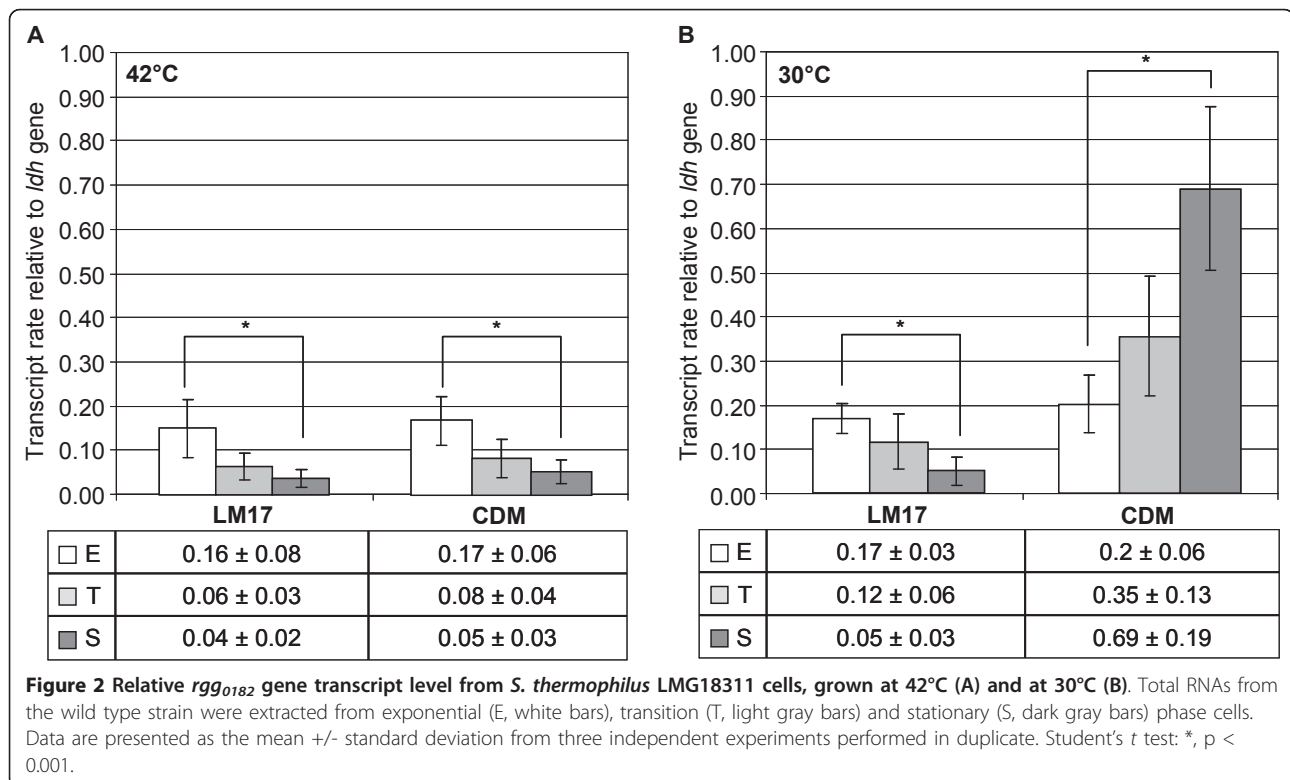 A
42°C
Transcript rate relative to ldh gene
1.00
0.90
0.80
0.70
0.60
0.50
0.40
0.30
0.20
0.10
0.00
*
*
LM17
CDM
E 0.16 ± 0.08 0.17 ± 0.06
T 0.06 ± 0.03 0.08 ± 0.04
S 0.04 ± 0.02 0.05 ± 0.03
B
30°C
Transcript rate relative to ldh gene
1.00
0.90
0.80
0.70
0.60
0.50
0.40
0.30
0.20
0.10
0.00
*
*
LM17
CDM
E 0.17 ± 0.03 0.2 ± 0.06
T 0.12 ± 0.06 0.35 ± 0.13
S 0.05 ± 0.03 0.69 ± 0.19
Figure 2 Relative rgg0182 gene transcript level from S. thermophilus LMG18311 cells, grown at 42°C (A) and at 30°C (B). Total RNAs from
the wild type strain were extracted from exponential (E, white bars), transition (T, light gray bars) and stationary (S, dark gray bars) phase cells.
Data are presented as the mean +/- standard deviation from three independent experiments performed in duplicate. Student's t test: *, p <
0.001.